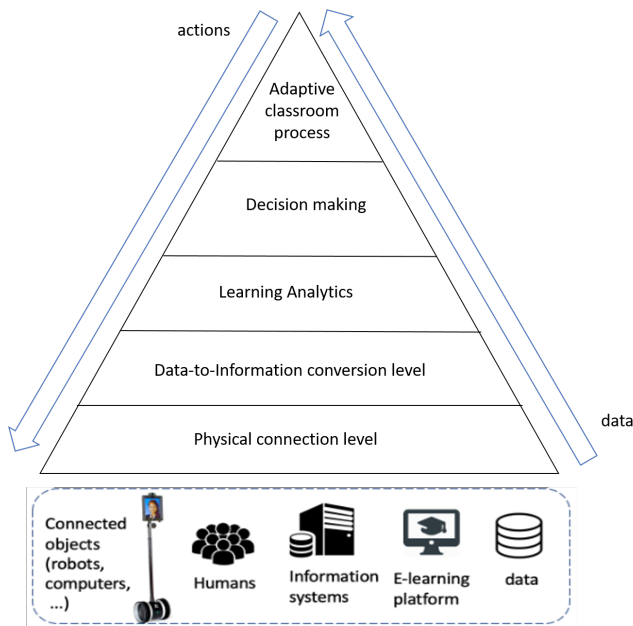 actions
Adaptive
classroom
process
Decision making
Learning Analytics
Data-to-Information conversion level
data
Physical connection level
Connected
objects
(robots,
computers,
...)
Humans
Information
systems
E-learning
platform
data